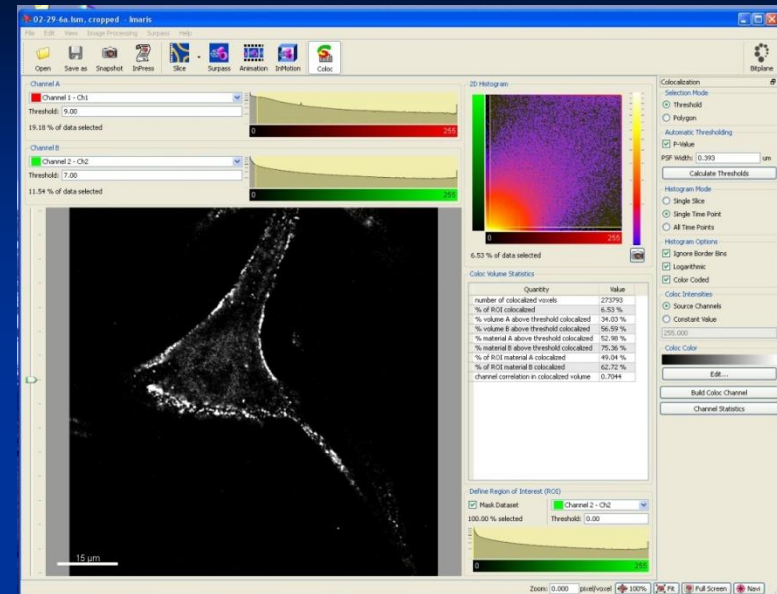 02-29-6a.lsm, cropped - Imaris
File Edit View Image Processing Surpass Help
Open Save as Snapshot InPress Slice Surpass Animation InMotion Coloc Bitplane
Channel A
Channel 1 - Ch1
Threshold: 9.00
19.18 % of data selected
0 255
Channel B
Channel 2 - Ch2
Threshold: 7.00
11.54 % of data selected
0 255
15 µm
2D Histogram
0 255
6.53 % of data selected
Coloc Volume Statistics
Quantity Value
number of colocalized voxels 273793
% of ROI colocalized 6.53 %
% volume A above threshold colocalized 34.03 %
% volume B above threshold colocalized 56.59 %
% material A above threshold colocalized 52.98 %
% material B above threshold colocalized 75.36 %
% of ROI material A colocalized 49.04 %
% of ROI material B colocalized 62.72 %
channel correlation in colocalized volume 0.7044
Define Region of Interest (ROI)
Mask Dataset Channel 2 - Ch2
100.00 % selected Threshold: 0.00
0 255
Colocalization
Selection Mode
Threshold
Polygon
Automatic Thresholding
P-Value
PSF Width: 0.393 um
Calculate Thresholds
Histogram Mode
Single Slice
Single Time Point
All Time Points
Histogram Options
Ignore Border Bins
Logarithmic
Color Coded
Coloc Intensities
Source Channels
Constant Value
255.000
Coloc Color
Edit...
Build Coloc Channel
Channel Statistics
Zoom: 0.000 pixel/voxel 100% Fit Full Screen Navi